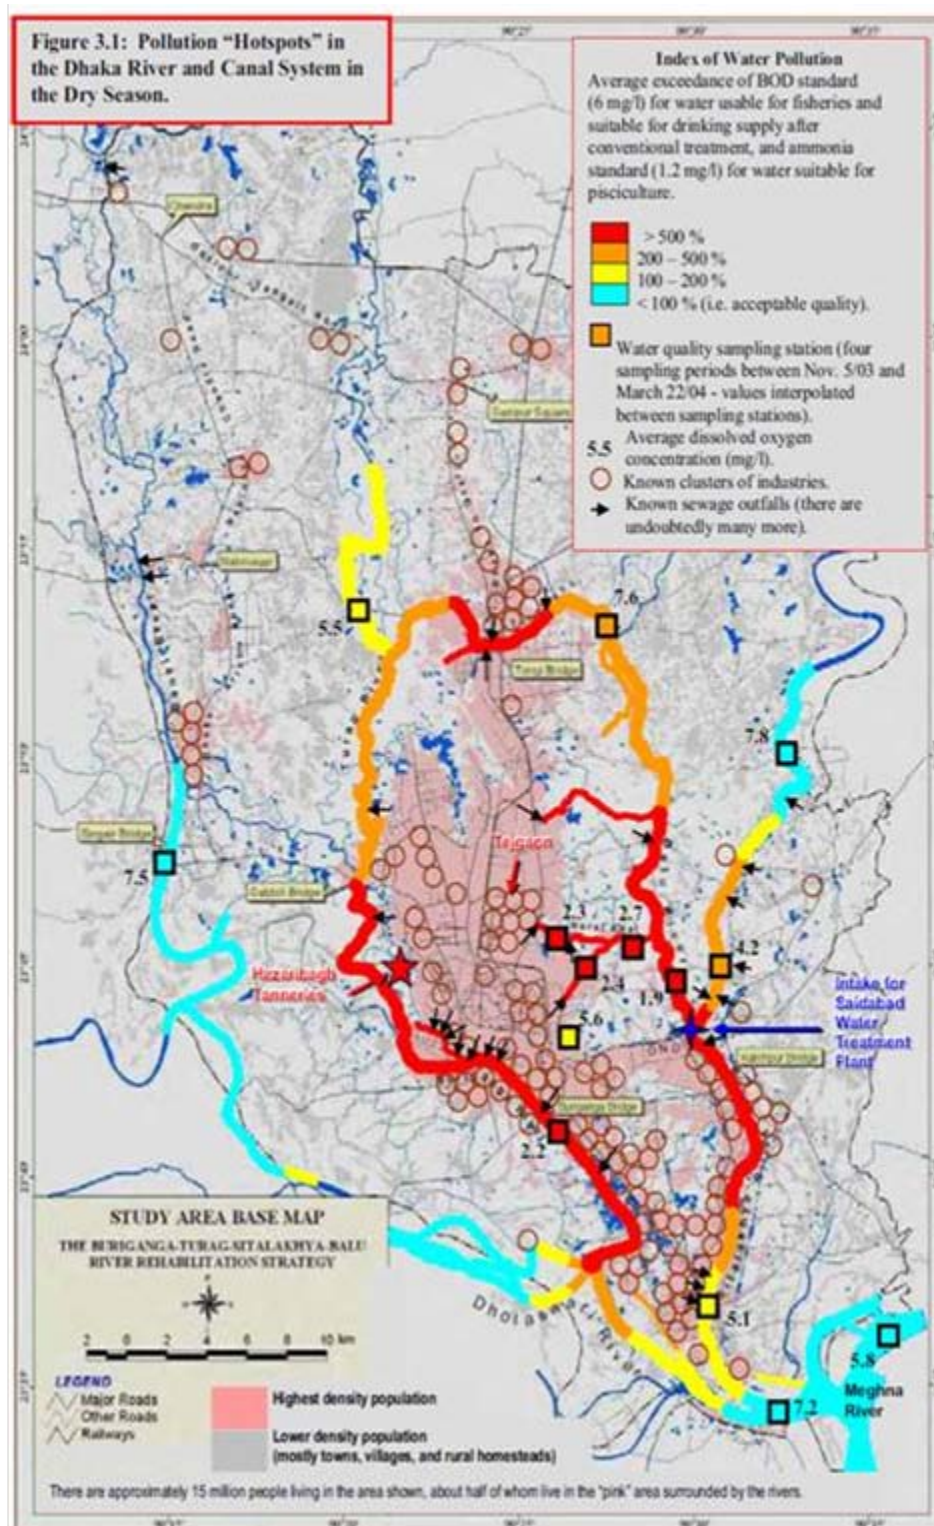 Figure 3.1: Pollution “Hotspots” in
the Dhaka River and Canal System in
the Dry Season.
Index of Water Pollution
Average exceedance of BOD standard
(6 mg/l) for water usable for fisheries and
suitable for drinking supply after
conventional treatment, and ammonia
standard (1.2 mg/l) for water suitable for
pisciculture.
> 500 %
200 – 500 %
100 – 200 %
< 100 % (i.e. acceptable quality).
Water quality sampling station (four
sampling periods between Nov. 5/03 and
March 22/04 - values interpolated
between sampling stations).
5.5 Average dissolved oxygen
concentration (mg/l).
Known clusters of industries.
Known sewage outfalls (there are
undoubtedly many more).
Chandra
5.5
7.6
Tongi Bridge
7.8
7.5
Tejgaon
2.3
2.7
2.4
1.9
4.2
Hazaribagh
Tanneries
5.6
Intake for
Saidabad
Water
Treatment
Plant
2.2
5.1
5.8
7.2
Meghna
River
STUDY AREA BASE MAP
THE BURIGANGA-TURAG-SITALAKHYA-BALU
RIVER REHABILITATION STRATEGY
2 0 2 4 6 8 10 km
LEGEND
Major Roads
Other Roads
Railways
Highest density population
Lower density population
(mostly towns, villages, and rural homesteads)
There are approximately 15 million people living in the area shown, about half of whom live in the “pink” area surrounded by the rivers.